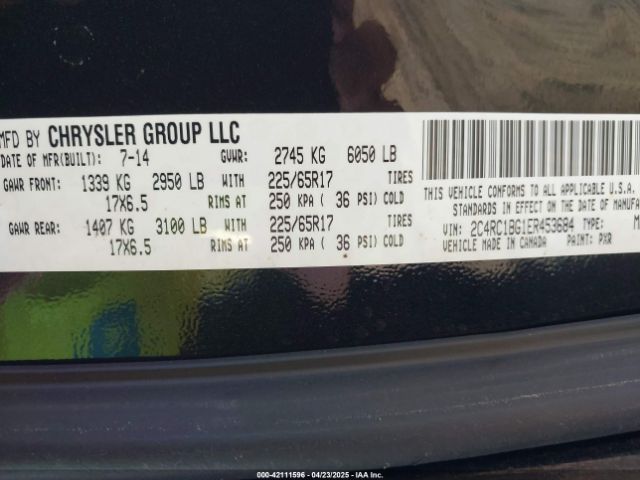 MFD BY CHRYSLER GROUP LLC
DATE OF MFR(BUILT): 7-14 GVWR: 2745 KG 6050 LB
GAWR FRONT: 1339 KG 2950 LB WITH 225/65R17 TIRES
17X6.5 RIMS AT 250 KPA ( 36 PSI) COLD
GAWR REAR: 1407 KG 3100 LB WITH 225/65R17 TIRES
17X6.5 RIMS AT 250 KPA ( 36 PSI) COLD
THIS VEHICLE CONFORMS TO ALL APPLICABLE U.S.A.
STANDARDS IN EFFECT ON THE DATE OF MANUFA
VIN: 2C4RC1BG1ER453684 TYPE:
VEHICLE MADE IN CANADA PAINT: PXR
000-42111596 - 04/23/2025 - IAA Inc.